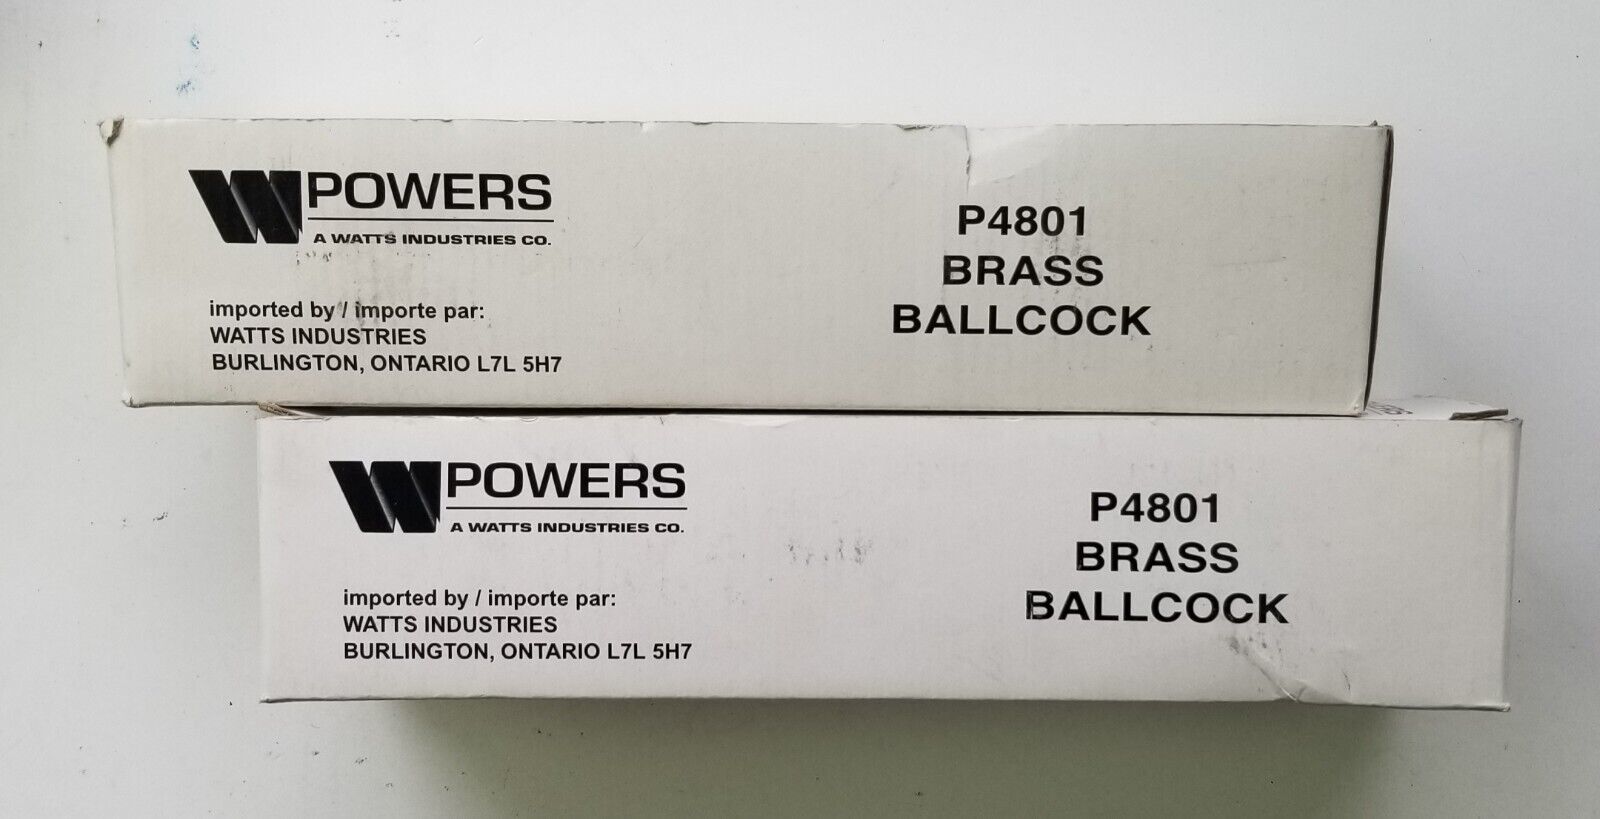 POWERS
A WATTS INDUSTRIES CO.
imported by / importe par:
WATTS INDUSTRIES
BURLINGTON, ONTARIO L7L 5H7
P4801
BRASS
BALLCOCK
POWERS
A WATTS INDUSTRIES CO.
imported by / importe par:
WATTS INDUSTRIES
BURLINGTON, ONTARIO L7L 5H7
P4801
BRASS
BALLCOCK